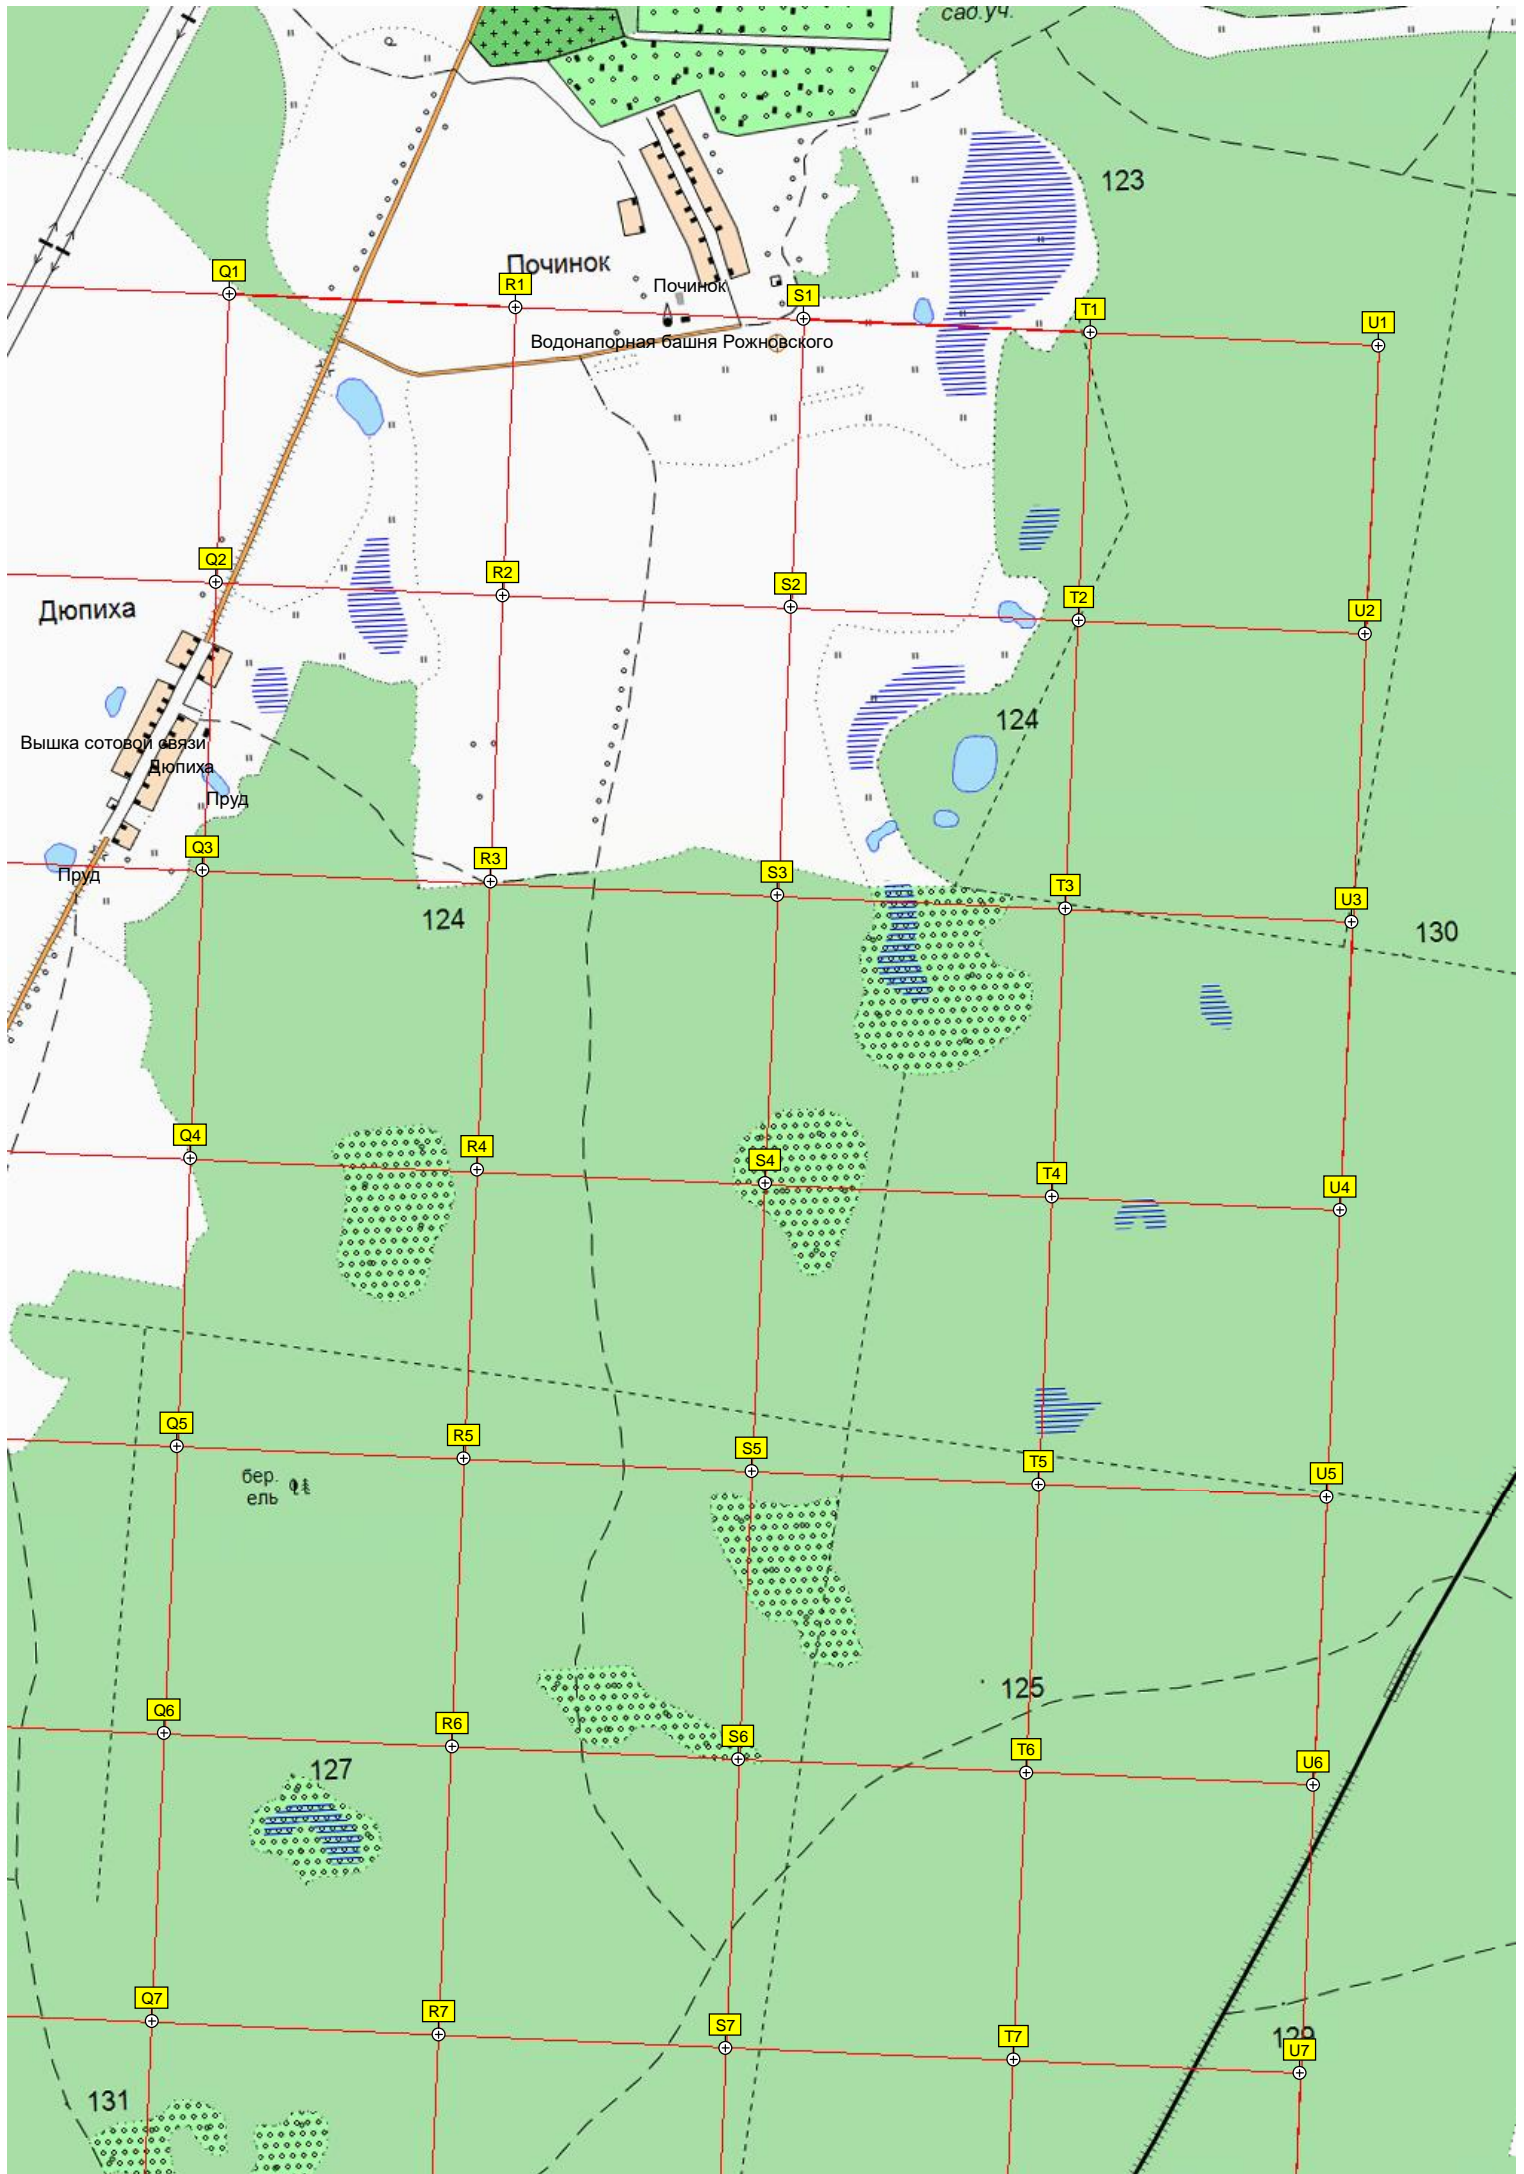 сад.уч.
123
Q1
R1
Починок
Починок
S1
T1
U1
Водонапорная башня Рожновского
Q2
R2
S2
T2
U2
Дюпиха
124
Вышка сотовой связи
Дюпиха
Пруд
Q3
R3
S3
T3
U3
Пруд
124
130
Q4
R4
S4
T4
U4
Q5
R5
S5
T5
U5
бер.
ель
125
Q6
R6
S6
T6
U6
127
Q7
R7
S7
T7
129
U7
131